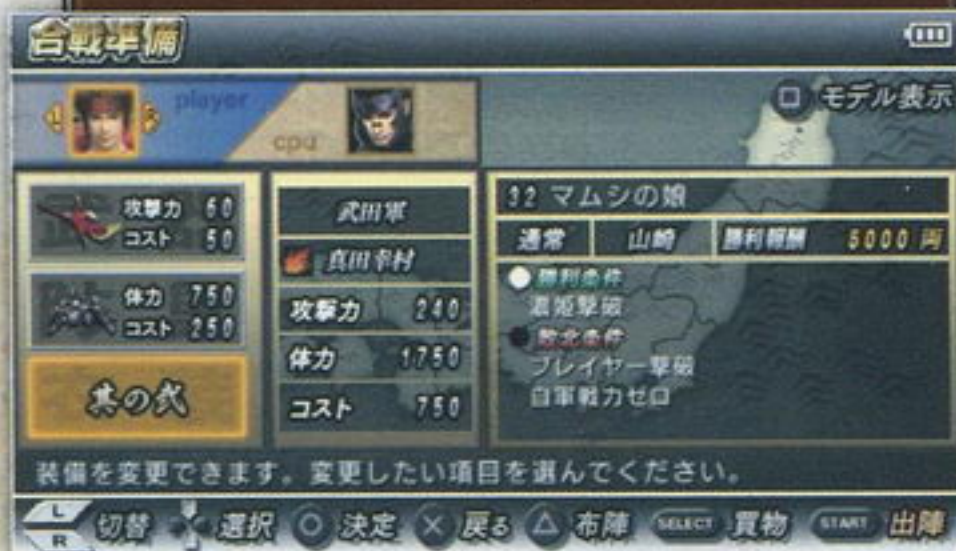 合戦準備
L R player
cpu
□ モデル表示
攻撃力 60
コスト 50
体力 750
コスト 250
其の弐
武田軍
真田幸村
攻撃力 240
体力 1750
コスト 750
32 マムシの娘
通常 山崎 勝利報酬 5000 両
勝利条件
濃姫撃破
敗北条件
プレイヤー撃破
自軍戦力ゼロ
装備を変更できます。変更したい項目を選んでください。
L R 切替 選択 ○ 決定 × 戻る △ 布陣 SELECT 買物 START 出陣